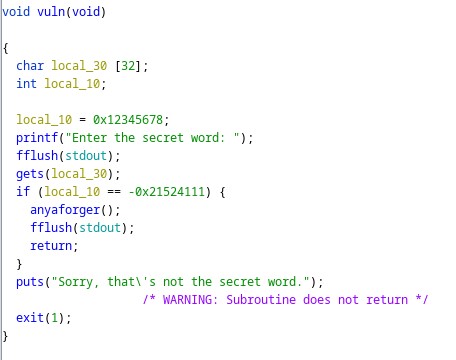 void vuln(void)
{
char local_30 [32];
int local_10;
local_10 = 0x12345678;
printf("Enter the secret word: ");
fflush(stdout);
gets(local_30);
if (local_10 == -0x21524111) {
anyaforger();
fflush(stdout);
return;
}
puts("Sorry, that\'s not the secret word.");
/* WARNING: Subroutine does not return */
exit(1);
}